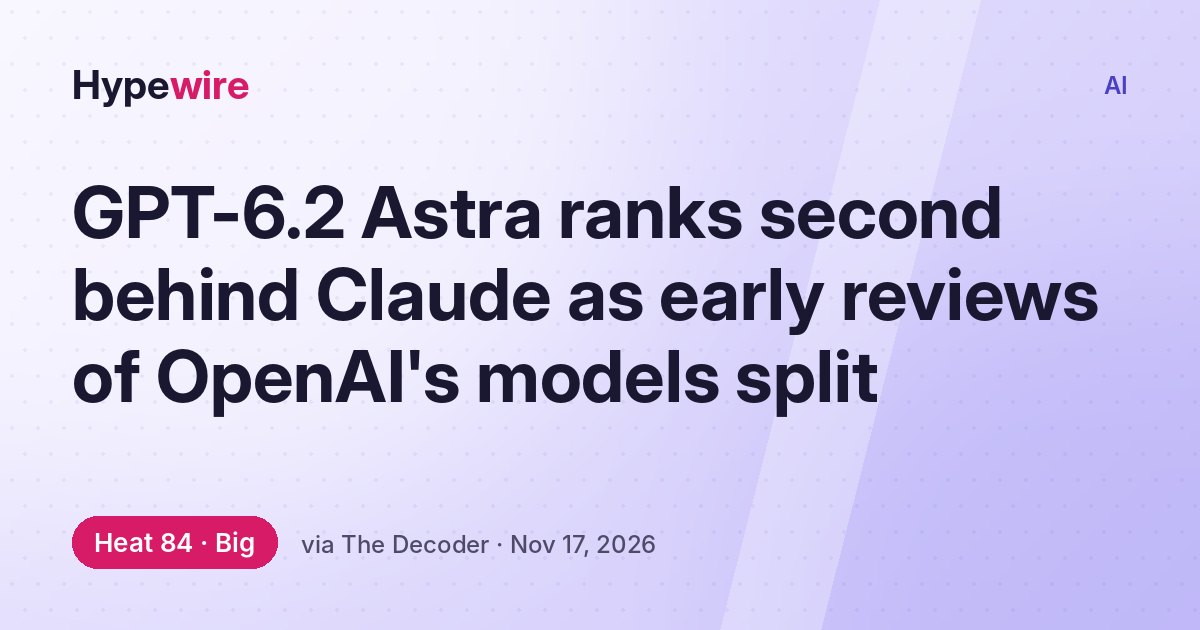 Hypewire
AI
GPT-6.2 Astra ranks second
behind Claude as early reviews
of OpenAI's models split
Heat 84 · Big
via The Decoder · Nov 17, 2026